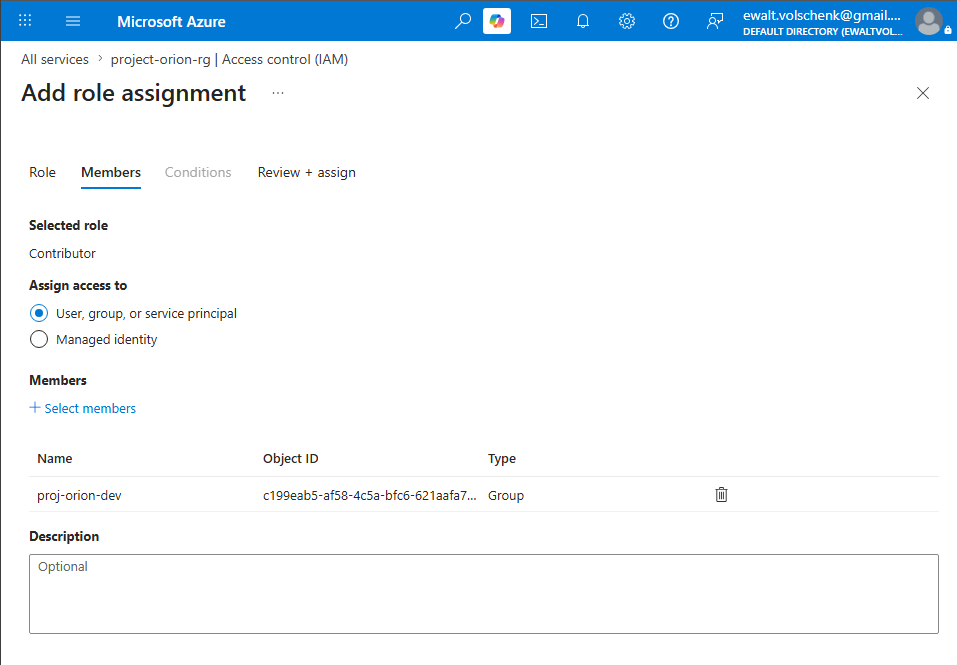 Microsoft Azure
ewalt.volschenk@gmail....
DEFAULT DIRECTORY (EWALTVOL...
All services > project-orion-rg | Access control (IAM)
Add role assignment ...
Role Members Conditions Review + assign
Selected role
Contributor
Assign access to
User, group, or service principal
Managed identity
Members
+ Select members
Name Object ID Type
proj-orion-dev c199eab5-af58-4c5a-bfc6-621aafa7... Group
Description
Optional